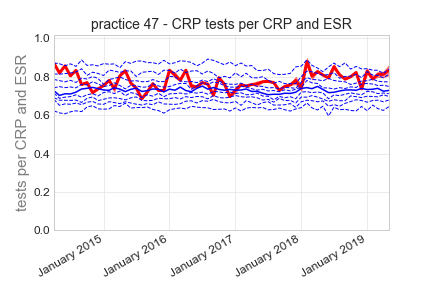 practice 47 - CRP tests per CRP and ESR
tests per CRP and ESR
1.0
0.8
0.6
0.4
0.2
0.0
January 2015
January 2016
January 2017
January 2018
January 2019